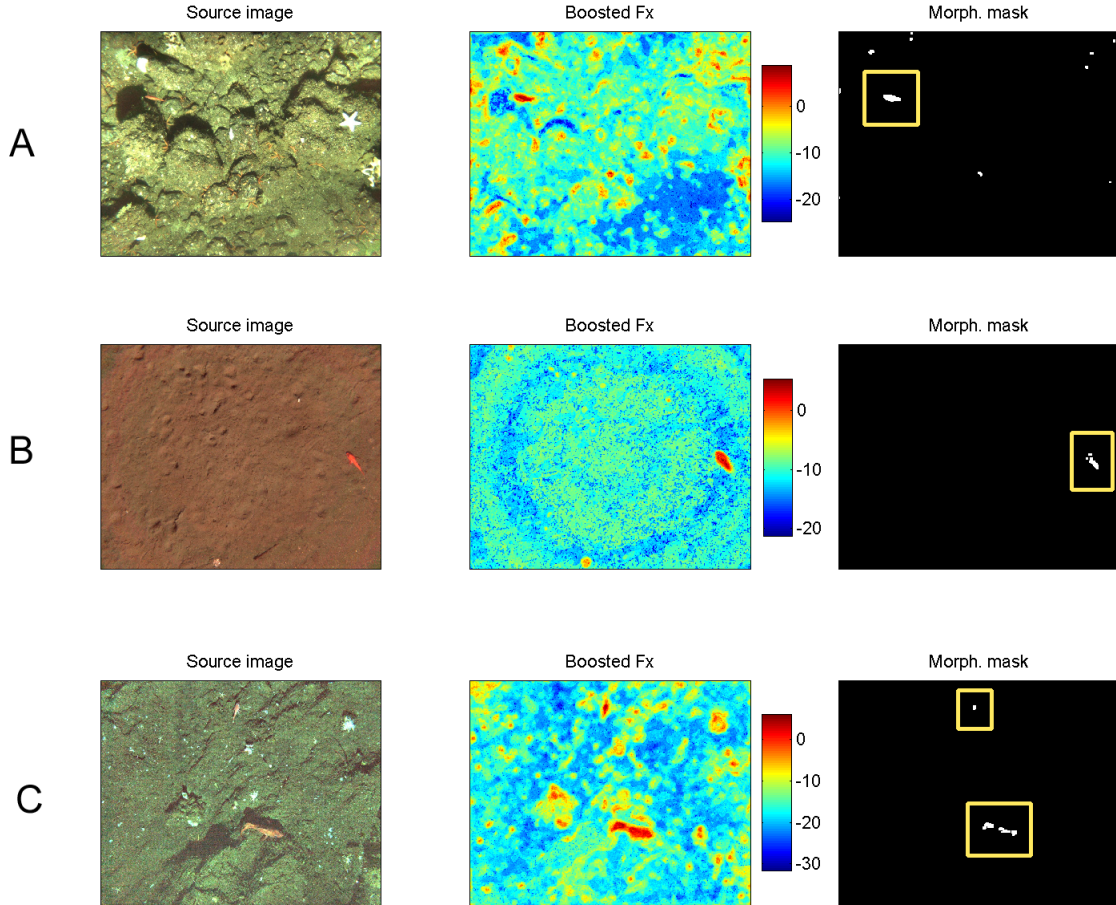 Source image
Boosted Fx
Morph. mask
A
0
-10
-20
Source image
Boosted Fx
Morph. mask
B
0
-10
-20
Source image
Boosted Fx
Morph. mask
C
0
-10
-20
-30